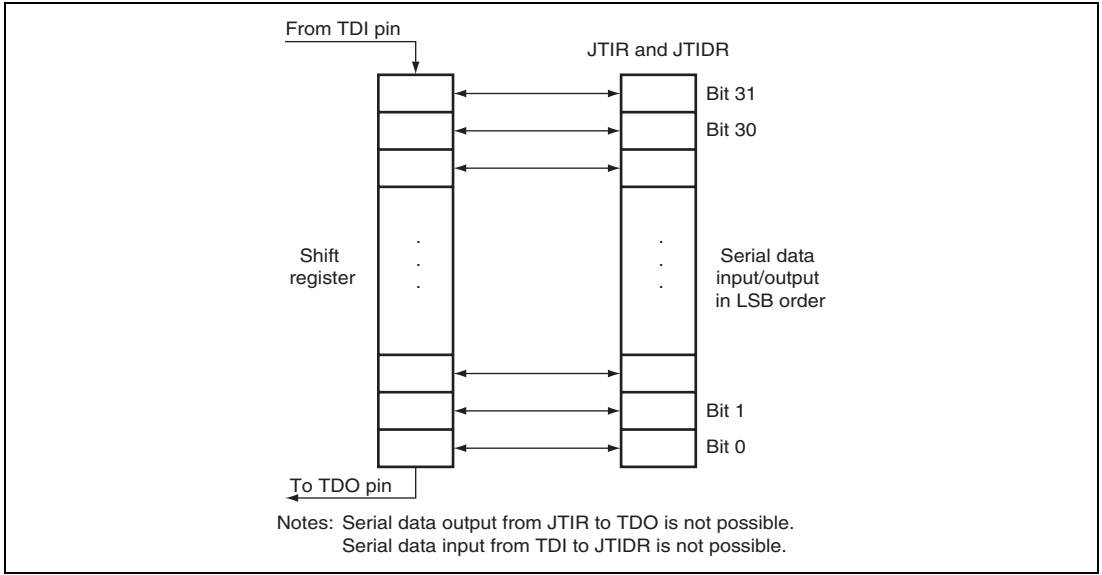 From TDI pin
JTIR and JTIDR
Bit 31
Bit 30
Shift
register
Serial data
input/output
in LSB order
Bit 1
Bit 0
To TDO pin
Notes: Serial data output from JTIR to TDO is not possible.
Serial data input from TDI to JTIDR is not possible.